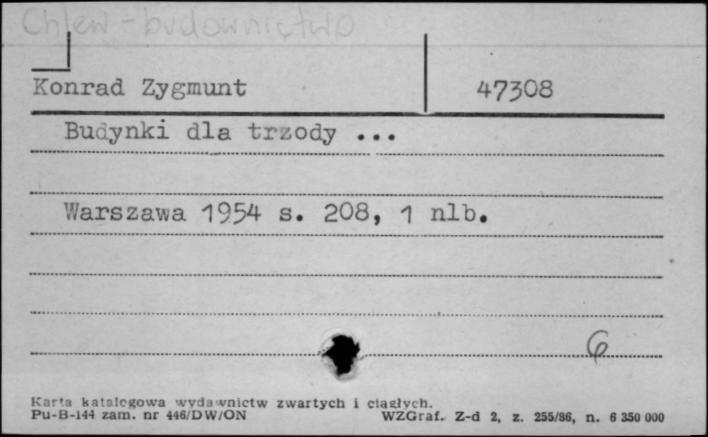 Chlew - budownictwo
Konrad Zygmunt 47308
Budynki dla trzody ...
Warszawa 1954 s. 208, 1 nlb.
6
Karta katalogowa wydawnictw zwartych i ciągłych.
Pu-B-144 zam. nr 446/DW/ON WZGraf. Z-d 2, z. 255/86, n. 6 350 000